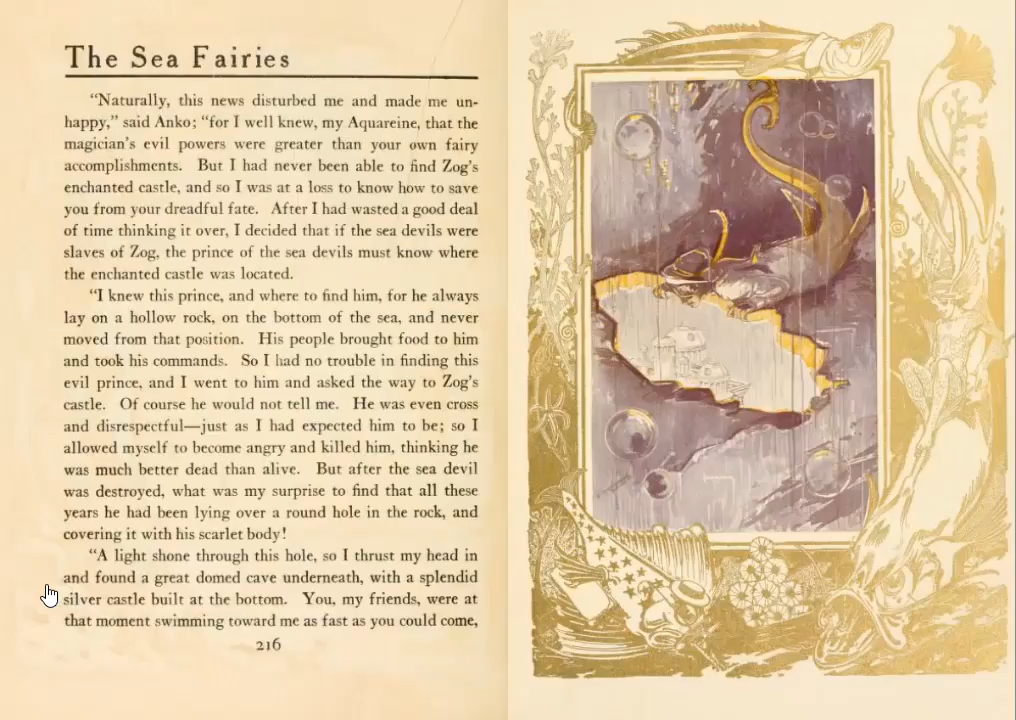 The Sea Fairies
“Naturally, this news disturbed me and made me un-
happy,” said Anko; “for I well knew, my Aquareine, that the
magician’s evil powers were greater than your own fairy
accomplishments. But I had never been able to find Zog’s
enchanted castle, and so I was at a loss to know how to save
you from your dreadful fate. After I had wasted a good deal
of time thinking it over, I decided that if the sea devils were
slaves of Zog, the prince of the sea devils must know where
the enchanted castle was located.
“I knew this prince, and where to find him, for he always
lay on a hollow rock, on the bottom of the sea, and never
moved from that position. His people brought food to him
and took his commands. So I had no trouble in finding this
evil prince, and I went to him and asked the way to Zog’s
castle. Of course he would not tell me. He was even cross
and disrespectful—just as I had expected him to be; so I
allowed myself to become angry and killed him, thinking he
was much better dead than alive. But after the sea devil
was destroyed, what was my surprise to find that all these
years he had been lying over a round hole in the rock, and
covering it with his scarlet body!
“A light shone through this hole, so I thrust my head in
and found a great domed cave underneath, with a splendid
silver castle built at the bottom. You, my friends, were at
that moment swimming toward me as fast as you could come,
216